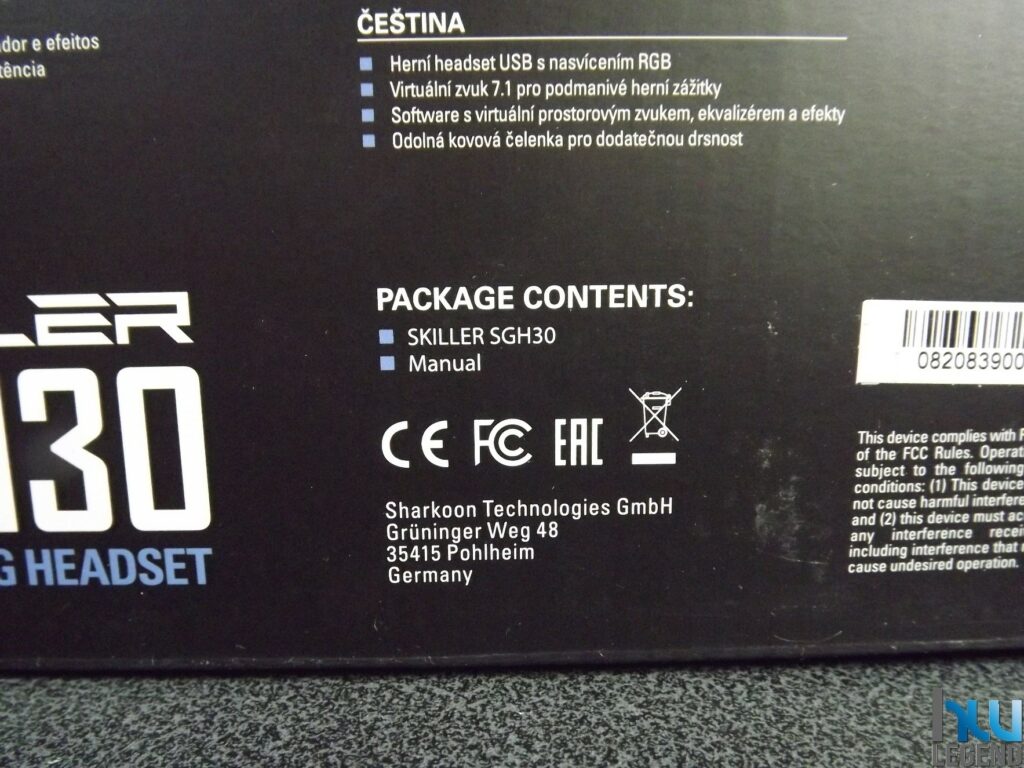 dor e efeitos
tência
ČEŠTINA
Herní headset USB s nasvícením RGB
Virtuální zvuk 7.1 pro podmanivé herní zážitky
Software s virtuální prostorovým zvukem, ekvalizérem a efekty
Odolná kovová čelenka pro dodatečnou drsnost
LER
30
G HEADSET
PACKAGE CONTENTS:
SKILLER SGH30
Manual
CE FC EAC
Sharkoon Technologies GmbH
Grüninger Weg 48
35415 Pohlheim
Germany
082083900
This device complies with
of the FCC Rules. Operat
subject to the following
conditions: (1) This device
not cause harmful interfere
and (2) this device must ac
any interference recei
including interference that
cause undesired operation.
LEGEND